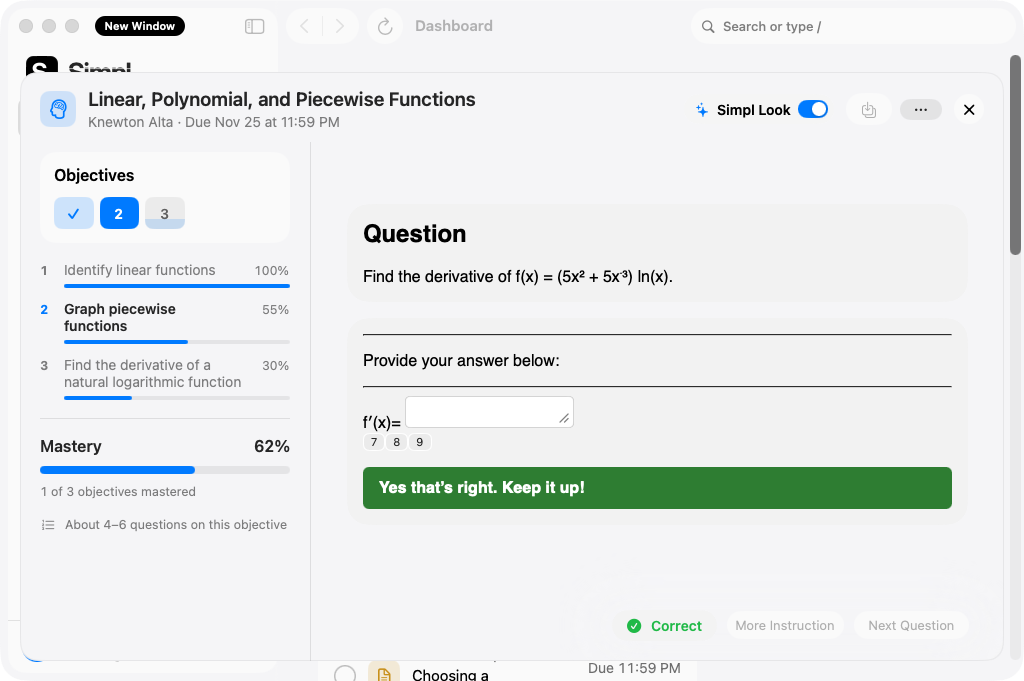 New Window
Dashboard
Search or type /
Simpl
Linear, Polynomial, and Piecewise Functions
Knewton Alta · Due Nov 25 at 11:59 PM
Simpl Look
Objectives
2
3
1 Identify linear functions 100%
2 Graph piecewise 55%
functions
3 Find the derivative of a 30%
natural logarithmic function
Mastery 62%
1 of 3 objectives mastered
About 4–6 questions on this objective
Question
Find the derivative of f(x) = (5x² + 5x⁻³) ln(x).
Provide your answer below:
f′(x)=
7 8 9
Yes that’s right. Keep it up!
Correct
More Instruction
Next Question
Choosing a
Due 11:59 PM